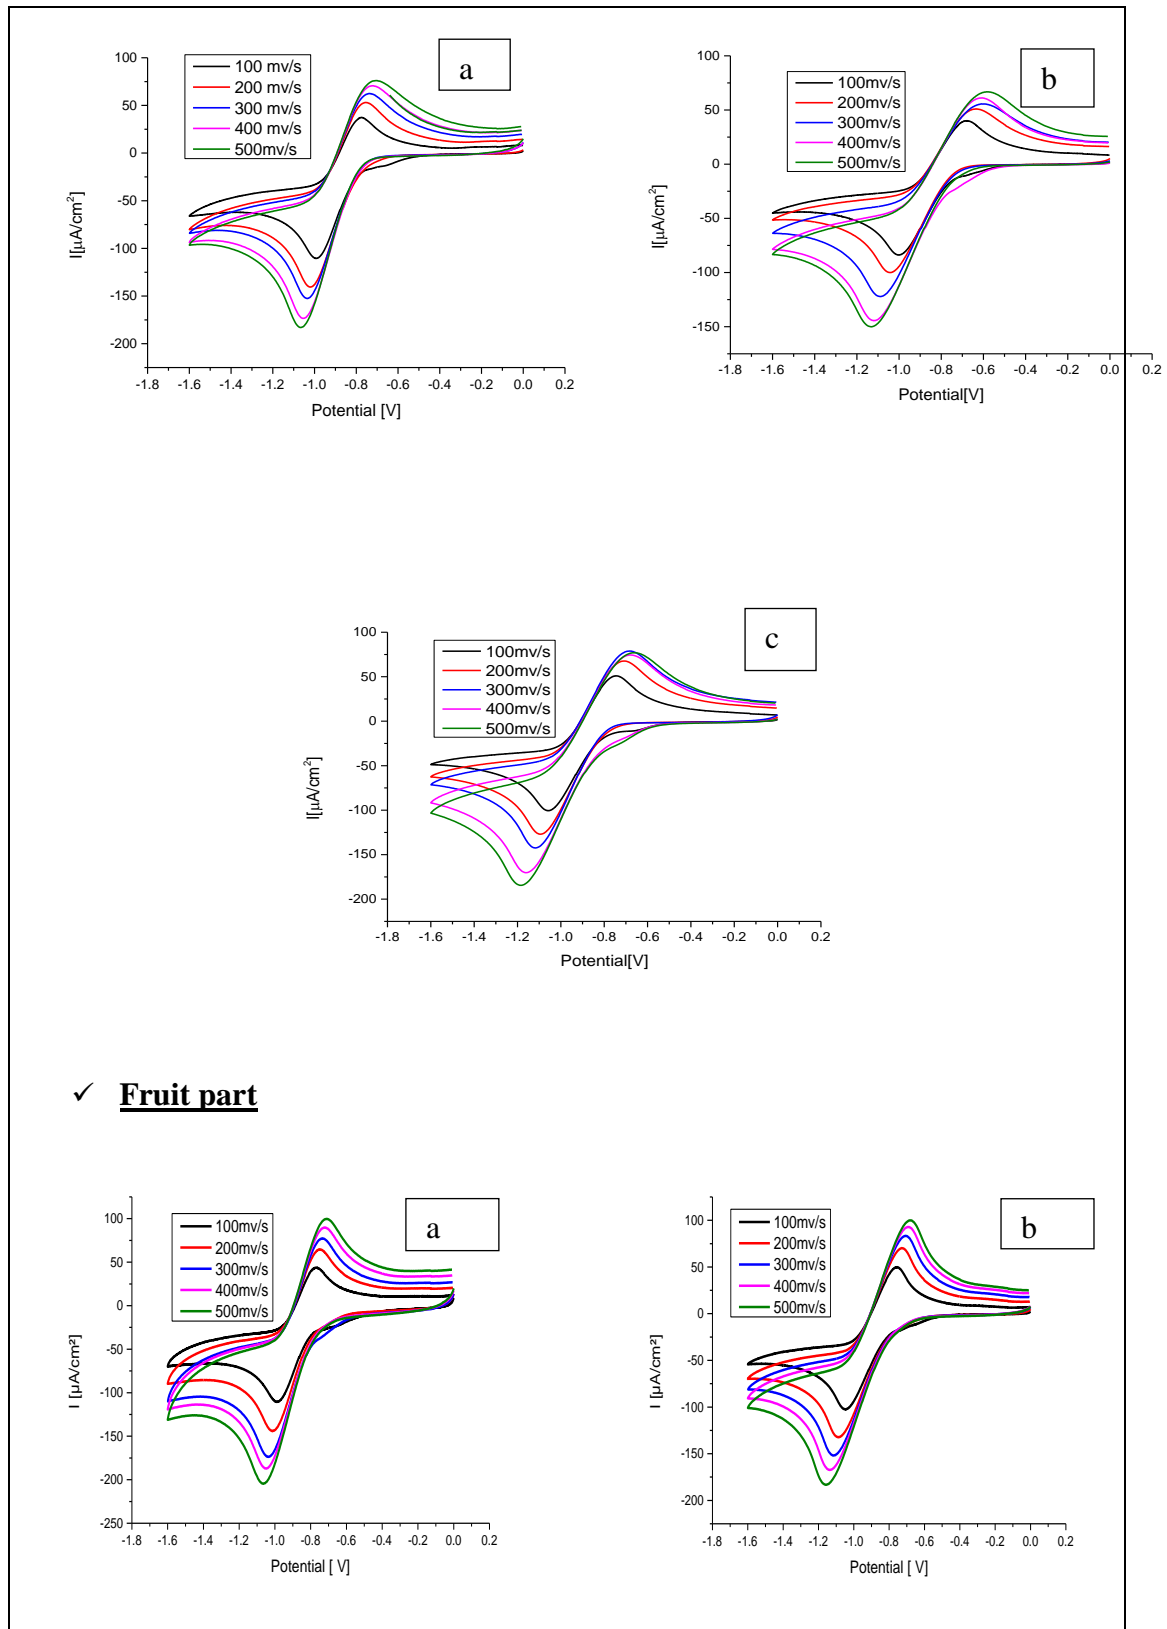 a
100 mv/s
200 mv/s
300 mv/s
400 mv/s
500mv/s
100
50
0
-50
-100
-150
-200
I[µA/cm²]
-1.8 -1.6 -1.4 -1.2 -1.0 -0.8 -0.6 -0.4 -0.2 0.0 0.2
Potential [V]
b
100mv/s
200mv/s
300mv/s
400mv/s
500mv/s
100
50
0
-50
-100
-150
I[µA/cm²]
-1.8 -1.6 -1.4 -1.2 -1.0 -0.8 -0.6 -0.4 -0.2 0.0 0.2
Potential[V]
c
100mv/s
200mv/s
300mv/s
400mv/s
500mv/s
100
50
0
-50
-100
-150
-200
I[µA/cm²]
-1.8 -1.6 -1.4 -1.2 -1.0 -0.8 -0.6 -0.4 -0.2 0.0 0.2
Potential[V]
✓ Fruit part
a
100mv/s
200mv/s
300mv/s
400mv/s
500mv/s
100
50
0
-50
-100
-150
-200
-250
I [µA/cm²]
-1.8 -1.6 -1.4 -1.2 -1.0 -0.8 -0.6 -0.4 -0.2 0.0 0.2
Potential [ V]
b
100mv/s
200mv/s
300mv/s
400mv/s
500mv/s
100
50
0
-50
-100
-150
-200
I [µA/cm²]
-1.8 -1.6 -1.4 -1.2 -1.0 -0.8 -0.6 -0.4 -0.2 0.0 0.2
Potential [ V]